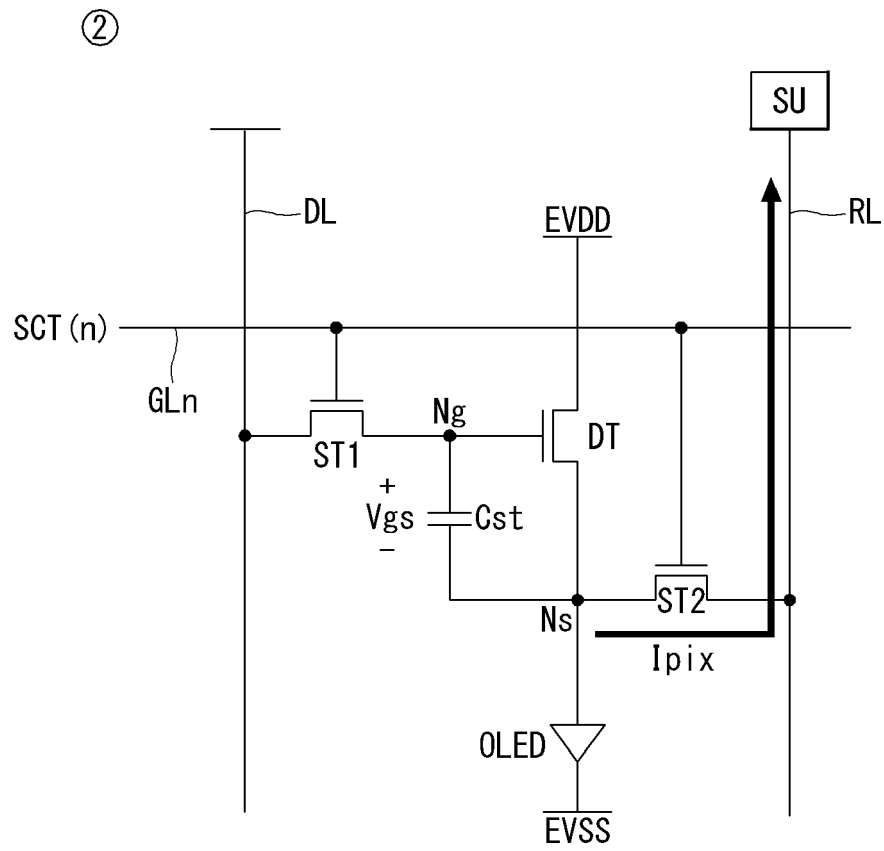 ②
SU
DL
RL
EVDD
SCT(n)
GLn
Ng
DT
ST1
+
Vgs
-
Cst
ST2
Ns
Ipix
OLED
EVSS